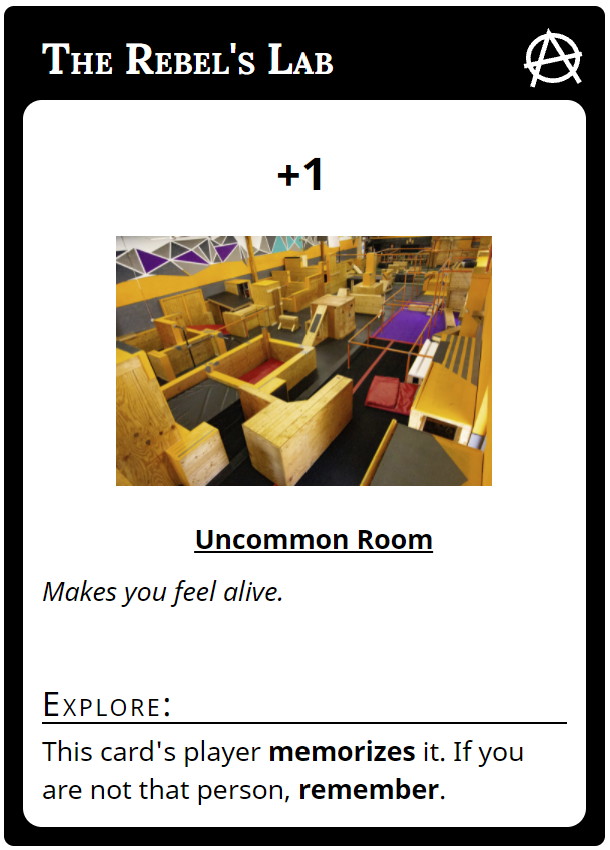 The Rebel's Lab
+1
Uncommon Room
Makes you feel alive.
Explore:
This card's player memorizes it. If you
are not that person, remember.